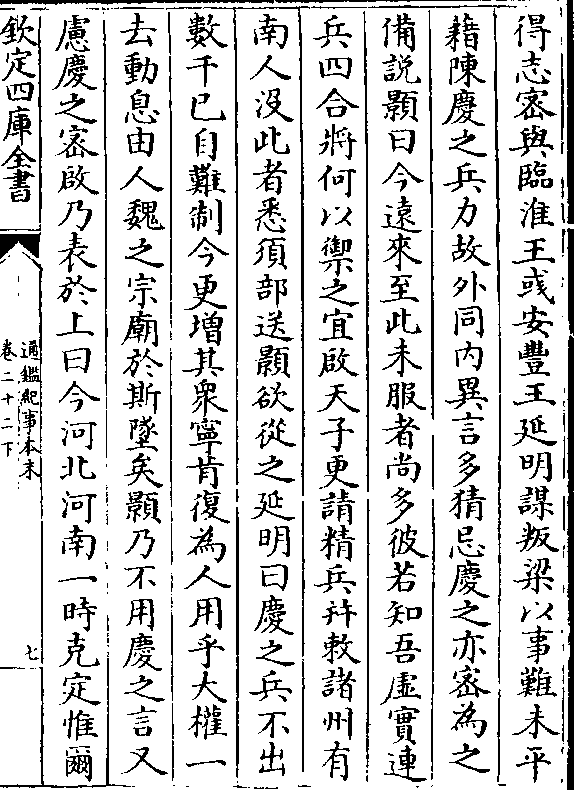 得志密與臨淮王彧安豐王延明謀叛梁以事難未平
藉陳慶之兵力故外同内異言多猜忌慶之亦密為之
備説顥曰今遠來至此未服者尚多彼若知吾虛實連
兵四合將何以禦之宜啟天子更請精兵并敕諸州有
南人沒此者悉須部送顥欲從之延明曰慶之兵不出
數千已自難制今更增其衆寧肯復為人用乎大權一
去動息由人魏之宗廟於斯墜矣顥乃不用慶之言又
慮慶之密啟乃表於上曰今河北河南一時克定惟爾
欽定四庫全書
通鑑紀事本末
卷二十二下
七